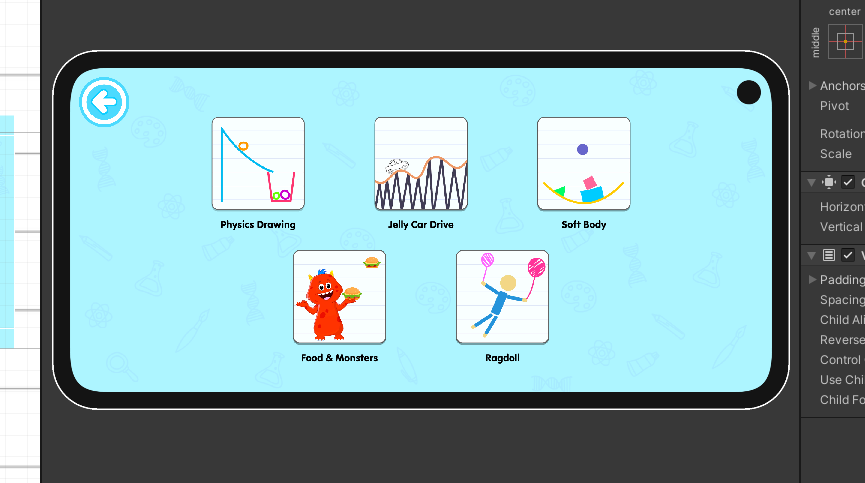 center
middle
Anchors
Pivot
Rotation
Scale
Physics Drawing
Jelly Car Drive
Soft Body
Vertical
Food & Monsters
Ragdoll
Padding
Spacing
Child Ali
Reverse
Control
Use Chi
Child Fo